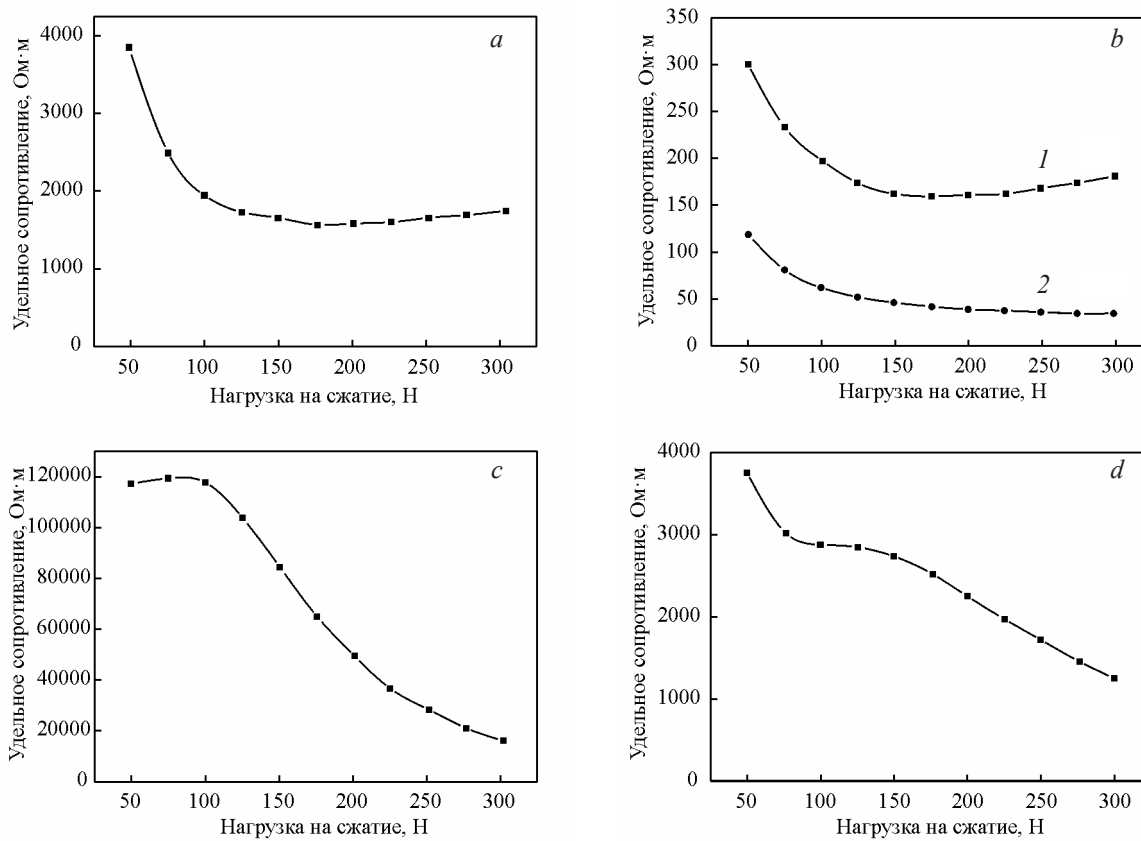 a
Удельное сопротивление, Ом·м
4000
3000
2000
1000
0
50 100 150 200 250 300
Нагрузка на сжатие, Н
b
Удельное сопротивление, Ом·м
350
300
250
200
150
100
50
0
1
2
50 100 150 200 250 300
Нагрузка на сжатие, Н
c
Удельное сопротивление, Ом·м
120000
100000
80000
60000
40000
20000
0
50 100 150 200 250 300
Нагрузка на сжатие, Н
d
Удельное сопротивление, Ом·м
4000
3000
2000
1000
0
50 100 150 200 250 300
Нагрузка на сжатие, Н